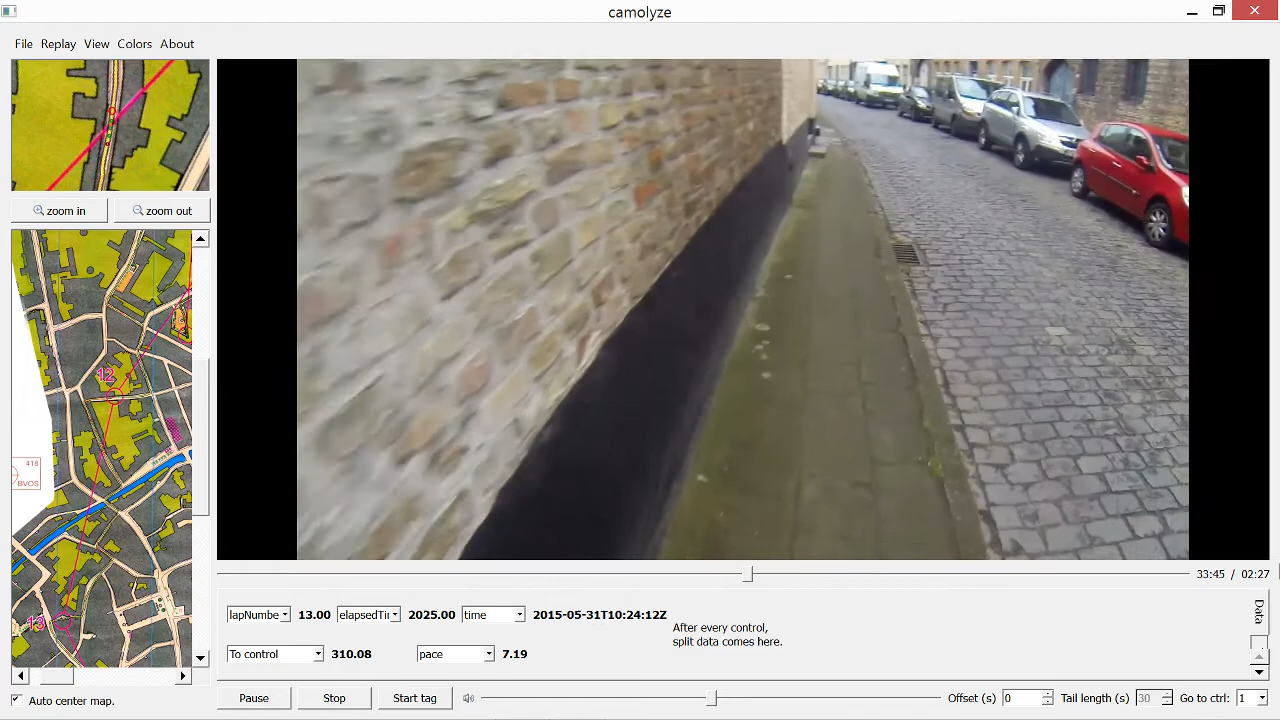 camolyze
File Replay View Colors About
zoom in zoom out
12
418
BVOS
13
33:45 / 02:27
lapNumbe 13.00 elapsedTir 2025.00 time 2015-05-31T10:24:12Z
After every control,
split data comes here.
To control 310.08 pace 7.19
Data
Auto center map.
Pause Stop Start tag Offset (s) 0 Tail length (s) 30 Go to ctrl: 1